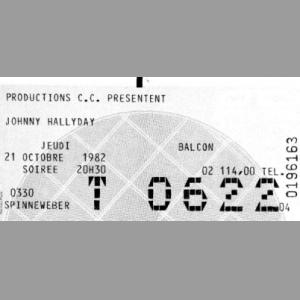 PRODUCTIONS C.C. PRESENTENT
JOHNNY HALLYDAY
JEUDI BALCON
21 OCTOBRE 1982
SOIREE 20H30 02 114,00 TEL.
0330 T 0622
SPINNEWEBER 04
0196163